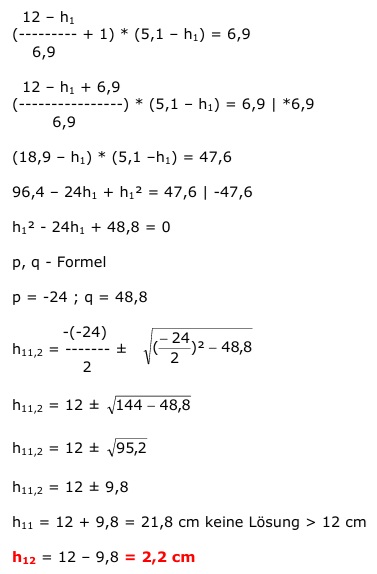 12 – h₁
(--------- + 1) * (5,1 – h₁) = 6,9
6,9
12 – h₁ + 6,9
(----------------) * (5,1 – h₁) = 6,9 | *6,9
6,9
(18,9 – h₁) * (5,1 –h₁) = 47,6
96,4 – 24h₁ + h₁² = 47,6 | -47,6
h₁² - 24h₁ + 48,8 = 0
p, q - Formel
p = -24 ; q = 48,8
h₁₁,₂ = -(-24)/2 ± √((–24/2)² – 48,8)
h₁₁,₂ = 12 ± √(144 – 48,8)
h₁₁,₂ = 12 ± √(95,2)
h₁₁,₂ = 12 ± 9,8
h₁₁ = 12 + 9,8 = 21,8 cm keine Lösung > 12 cm
h₁₂ = 12 – 9,8 = 2,2 cm